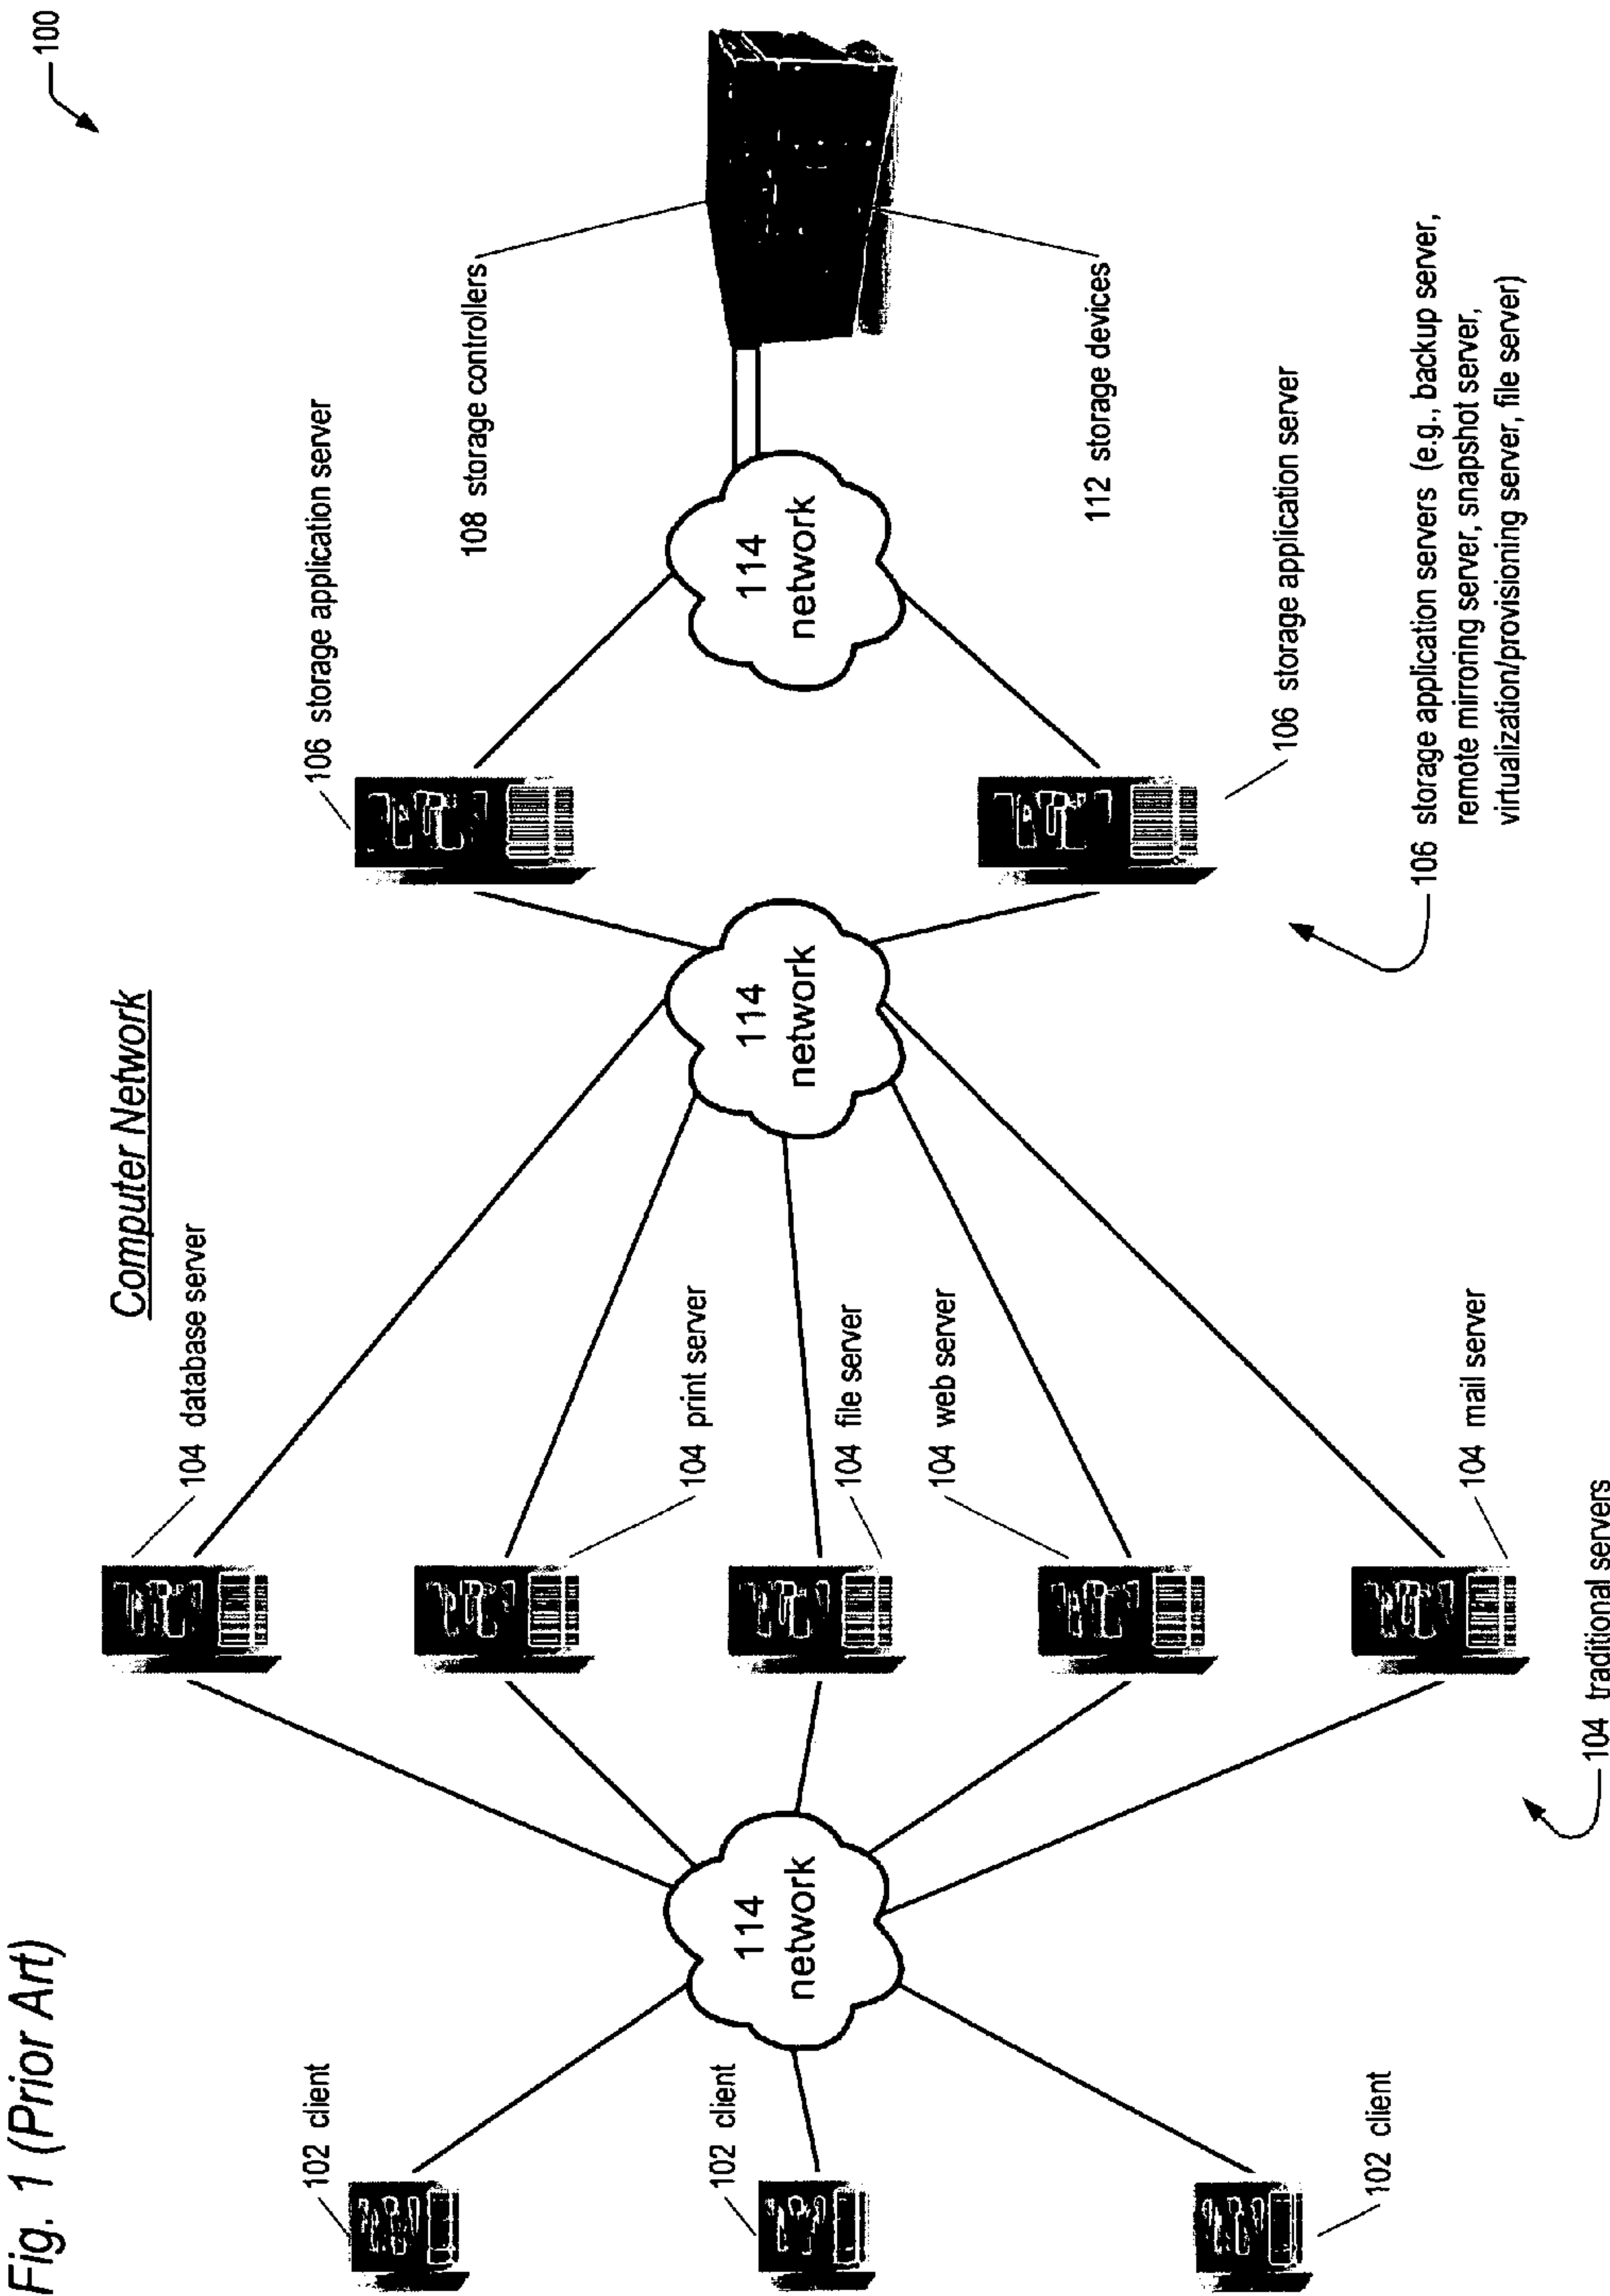 Fig. 1 (Prior Art)
Computer Network
100
102 client
102 client
102 client
114
network
104 database server
104 print server
104 file server
104 web server
104 mail server
104 traditional servers
114
network
106 storage application server
106 storage application server
106 storage application servers (e.g., backup server,
remote mirroring server, snapshot server,
virtualization/provisioning server, file server)
114
network
108 storage controllers
112 storage devices